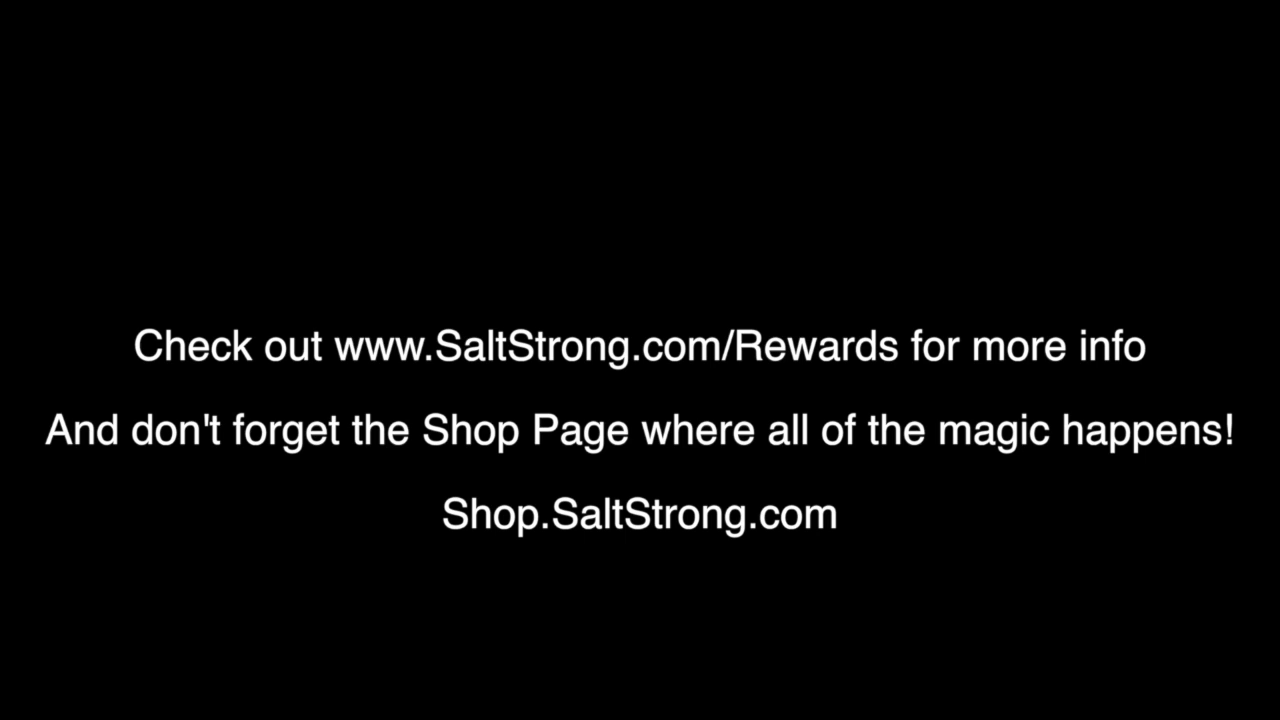 Check out www.SaltStrong.com/Rewards for more info
And don't forget the Shop Page where all of the magic happens!
Shop.SaltStrong.com